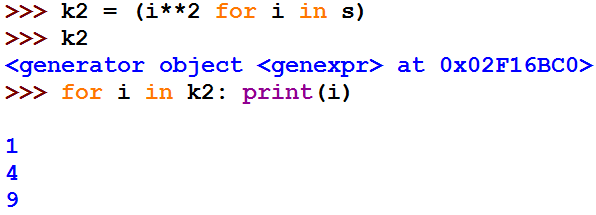 >>> k2 = (i**2 for i in s)
>>> k2
<generator object <genexpr> at 0x02F16BC0>
>>> for i in k2: print(i)
1
4
9